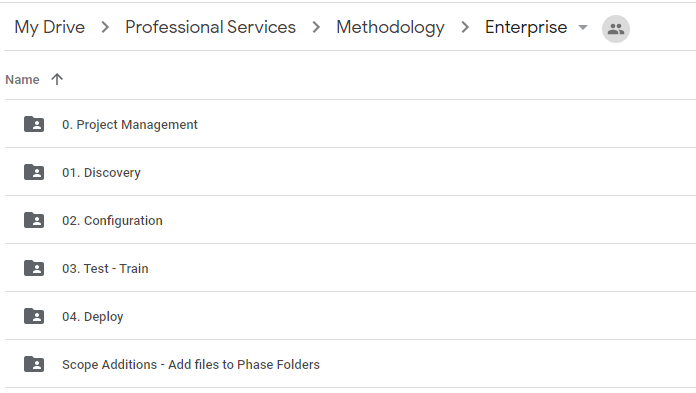 My Drive > Professional Services > Methodology > Enterprise
Name
0. Project Management
01. Discovery
02. Configuration
03. Test - Train
04. Deploy
Scope Additions - Add files to Phase Folders